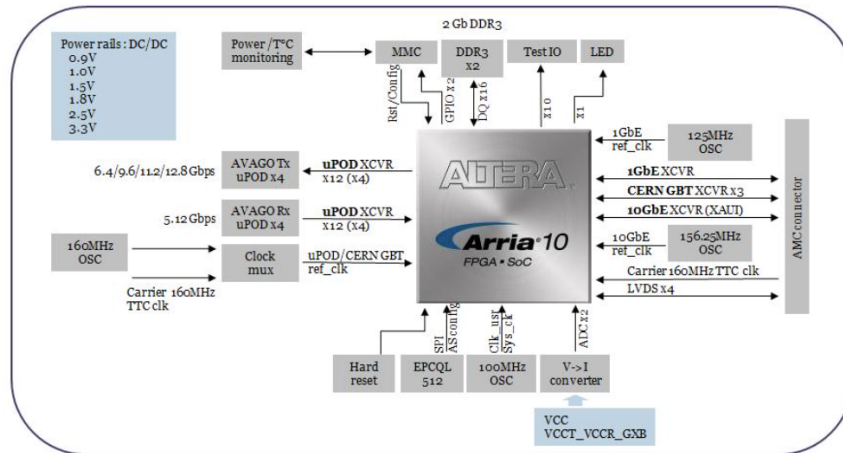 2 Gb DDR3
Power rails : DC/DC
0.9V
1.0V
1.5V
1.8V
2.5V
3.3V
Power /T°C
monitoring
MMC
DDR3
x2
Test IO
LED
Rst/Config
GPIO x2
DQ x16
x10
x1
6.4/9.6/11.2/12.8 Gbps
AVAGO Tx
uPOD x4
uPOD XCVR
x12 (x4)
5.12 Gbps
AVAGO Rx
uPOD x4
uPOD XCVR
x12 (x4)
160MHz
OSC
Clock
mux
uPOD/CERN GBT
ref_clk
Carrier 160MHz
TTC clk
ALTERA
Arria 10
FPGA • SoC
1GbE
ref_clk
125MHz
OSC
1GbE XCVR
CERN GBT XCVR x3
10GbE XCVR (XAUI)
10GbE
ref_clk
156.25MHz
OSC
Carrier 160MHz TTC clk
LVDS x4
AMC connector
SPI
AS config
Clk_usr
Sys_ck
ADC x2
Hard
reset
EPCQL
512
100MHz
OSC
V->I
converter
VCC
VCCT_VCCR_GXB